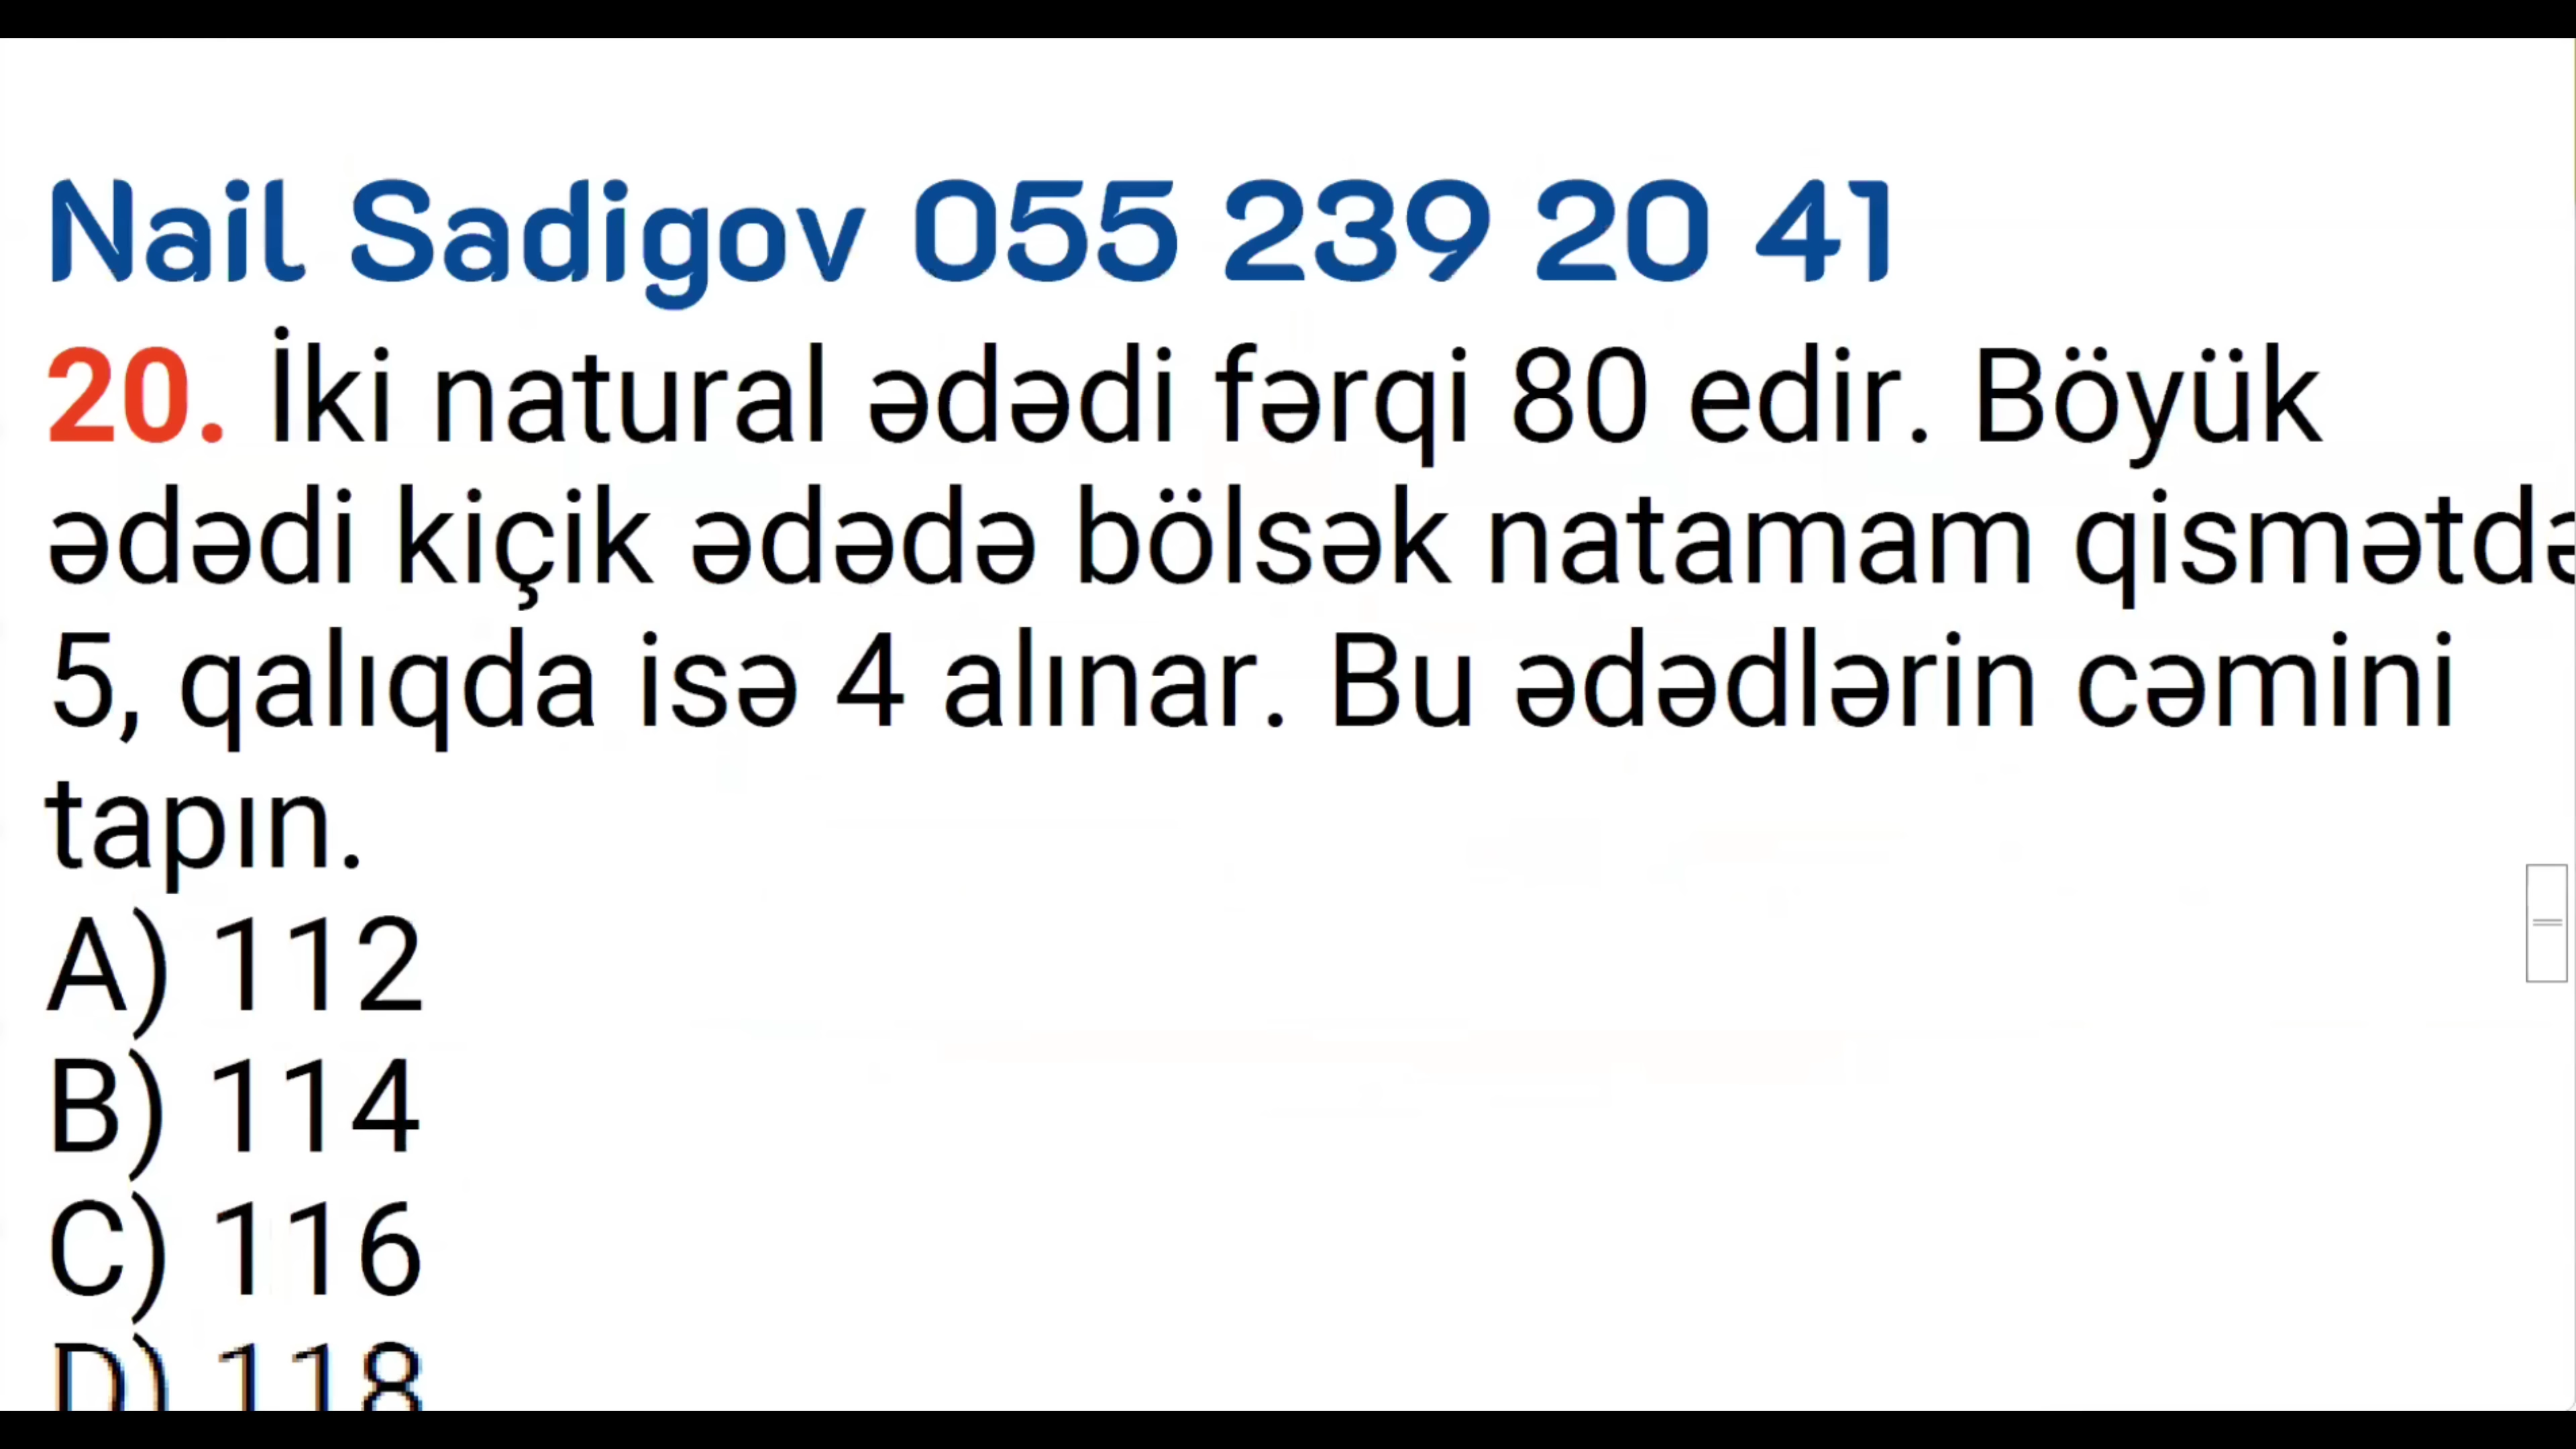 Nail Sadigov 055 239 20 41
20. İki natural ədədi fərqi 80 edir. Böyük
ədədi kiçik ədədə bölsək natamam qismətdə
5, qalıqda isə 4 alınar. Bu ədədlərin cəmini
tapın.
A) 112
B) 114
C) 116
D) 118